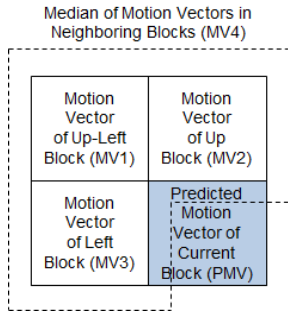 Median of Motion Vectors in
Neighboring Blocks (MV4)
Motion
Vector
of Up-Left
Block (MV1)
Motion
Vector
of Up
Block (MV2)
Motion
Vector
of Left
Block (MV3)
Predicted
Motion
Vector of
Current
Block (PMV)